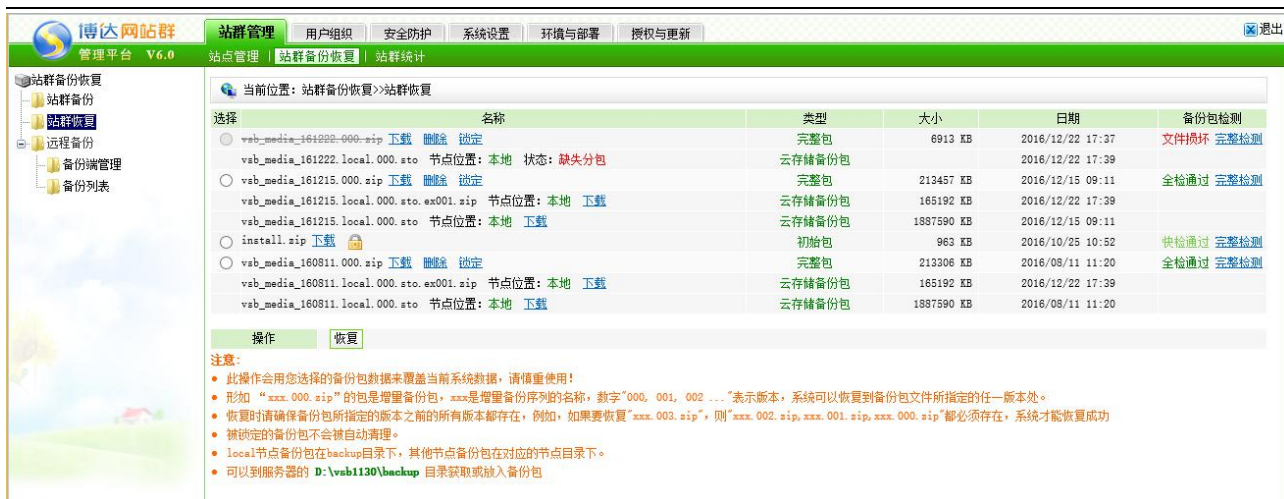 博达网站群
管理平台 V6.0
站群管理 用户组织 安全防护 系统设置 环境与部署 授权与更新 退出
站点管理 | 站群备份恢复 | 站群统计
站群备份恢复
站群备份
站群恢复
远程备份
备份端管理
备份列表
当前位置：站群备份恢复>>站群恢复
选择 名称 类型 大小 日期 备份包检测
vsb_media_161222.000.zip 下载 删除 锁定 完整包 6913 KB 2016/12/22 17:37 文件损坏 完整检测
vsb_media_161222.local.000.sto 节点位置：本地 状态：缺失分包 云存储备份包 2016/12/22 17:39
vsb_media_161215.000.zip 下载 删除 锁定 完整包 213457 KB 2016/12/15 09:11 全检通过 完整检测
vsb_media_161215.local.000.sto.ex001.zip 节点位置：本地 下载 云存储备份包 165192 KB 2016/12/22 17:39
vsb_media_161215.local.000.sto 节点位置：本地 下载 云存储备份包 1887590 KB 2016/12/15 09:11
install.zip 下载 初始包 963 KB 2016/10/25 10:52 快检通过 完整检测
vsb_media_160811.000.zip 下载 删除 锁定 完整包 213306 KB 2016/08/11 11:20 全检通过 完整检测
vsb_media_160811.local.000.sto.ex001.zip 节点位置：本地 下载 云存储备份包 165192 KB 2016/12/22 17:39
vsb_media_160811.local.000.sto 节点位置：本地 下载 云存储备份包 1887590 KB 2016/08/11 11:20
操作 恢复
注意：
• 此操作会用您选择的备份包数据来覆盖当前系统数据，请慎重使用！
• 形如 “xxx.000.zip”的包是增量备份包，xxx是增量备份序列的名称，数字"000, 001, 002 ..."表示版本，系统可以恢复到备份包文件所指定的任一版本处。
• 恢复时请确保备份包所指定的版本之前的所有版本都存在，例如，如果要恢复"xxx.003.zip"，则"xxx.002.zip,xxx.001.zip,xxx.000.zip"都必须存在，系统才能恢复成功
• 被锁定的备份包不会被自动清理。
• local节点备份包在backup目录下，其他节点备份包在对应的节点目录下。
• 可以到服务器的 D:\vsb1130\backup 目录获取或放入备份包